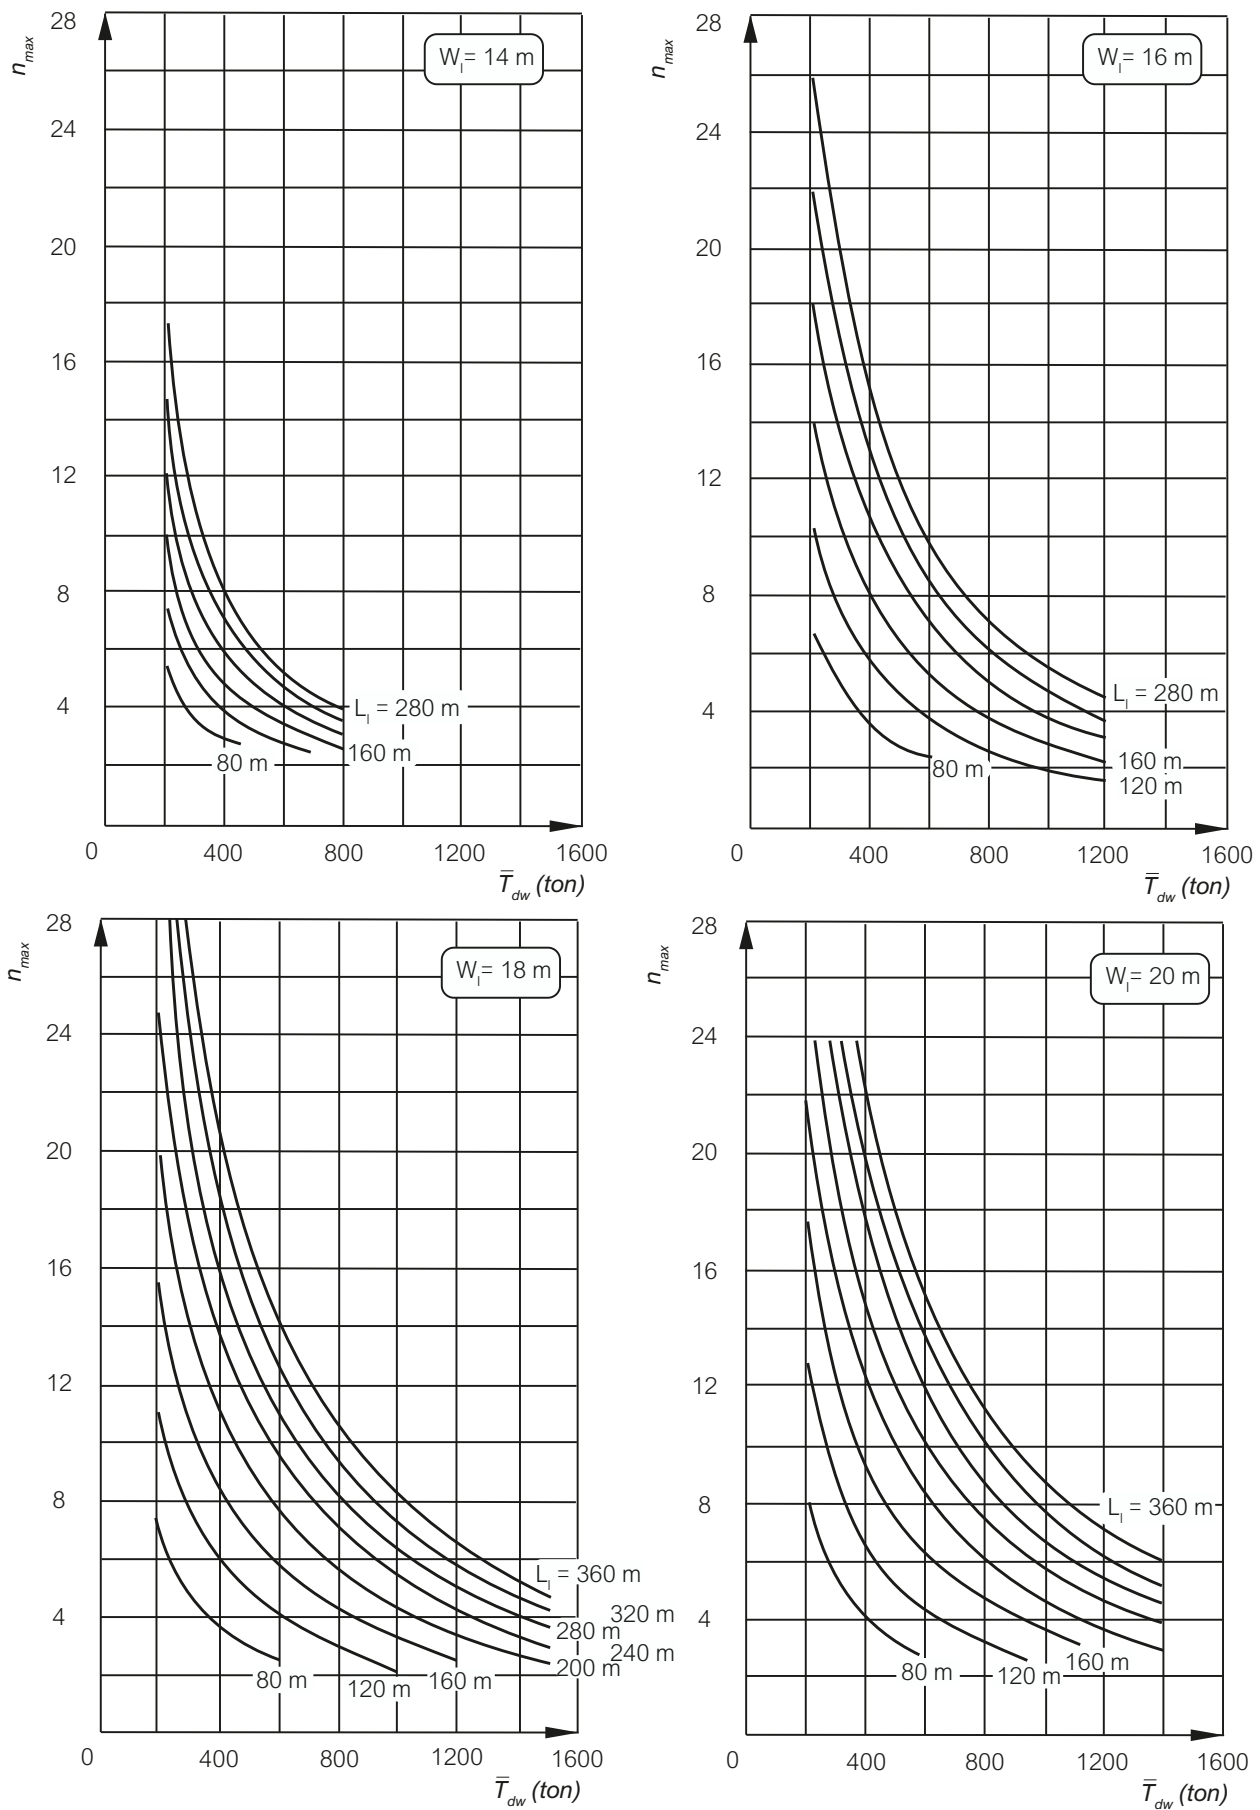 28
n_max
W_l = 14 m
24
20
16
12
8
4
L_l = 280 m
160 m
80 m
0 400 800 1200 1600
T̅_dw (ton)
28
n_max
W_l = 16 m
24
20
16
12
8
4
L_l = 280 m
160 m
120 m
80 m
0 400 800 1200 1600
T̅_dw (ton)
28
n_max
W_l = 18 m
24
20
16
12
8
4
L_l = 360 m
320 m
280 m
240 m
200 m
80 m
120 m
160 m
0 400 800 1200 1600
T̅_dw (ton)
28
n_max
W_l = 20 m
24
20
16
12
8
4
L_l = 360 m
160 m
80 m
120 m
0 400 800 1200 1600
T̅_dw (ton)